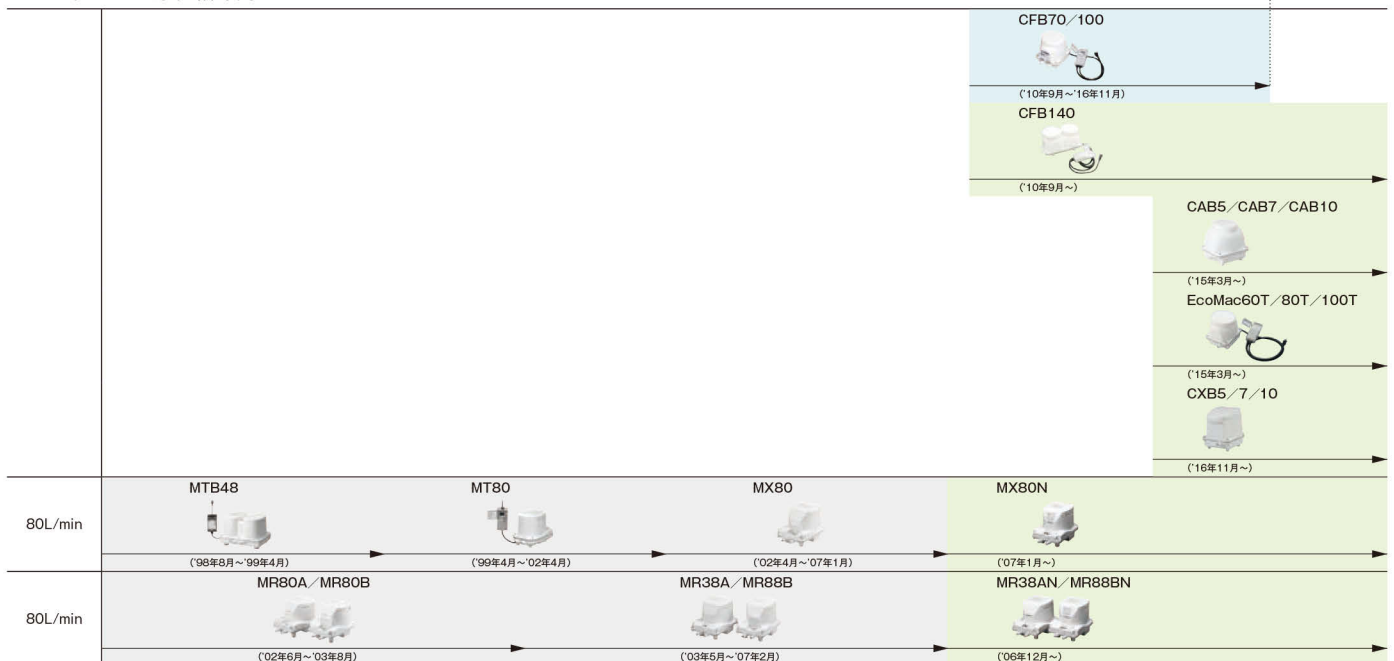 CFB70／100
('10年9月～'16年11月)
CFB140
('10年9月～)
CAB5／CAB7／CAB10
('15年3月～)
EcoMac60T／80T／100T
('15年3月～)
CXB5／7／10
('16年11月～)
80L/min
MTB48
MT80
MX80
MX80N
('98年8月～'99年4月)
('99年4月～'02年4月)
('02年4月～'07年1月)
('07年1月～)
80L/min
MR80A／MR80B
MR38A／MR88B
MR38AN／MR88BN
('02年6月～'03年8月)
('03年5月～'07年2月)
('06年12月～)